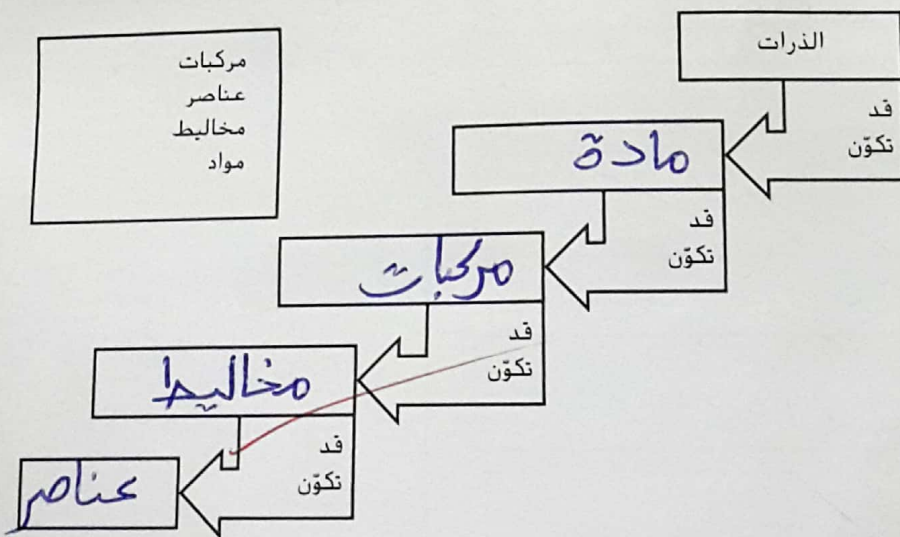 الذرات
قد
تكوّن
مادة
قد
تكوّن
مركبات
قد
تكوّن
مخاليط
قد
تكوّن
عناصر
مركبات
عناصر
مخاليط
مواد